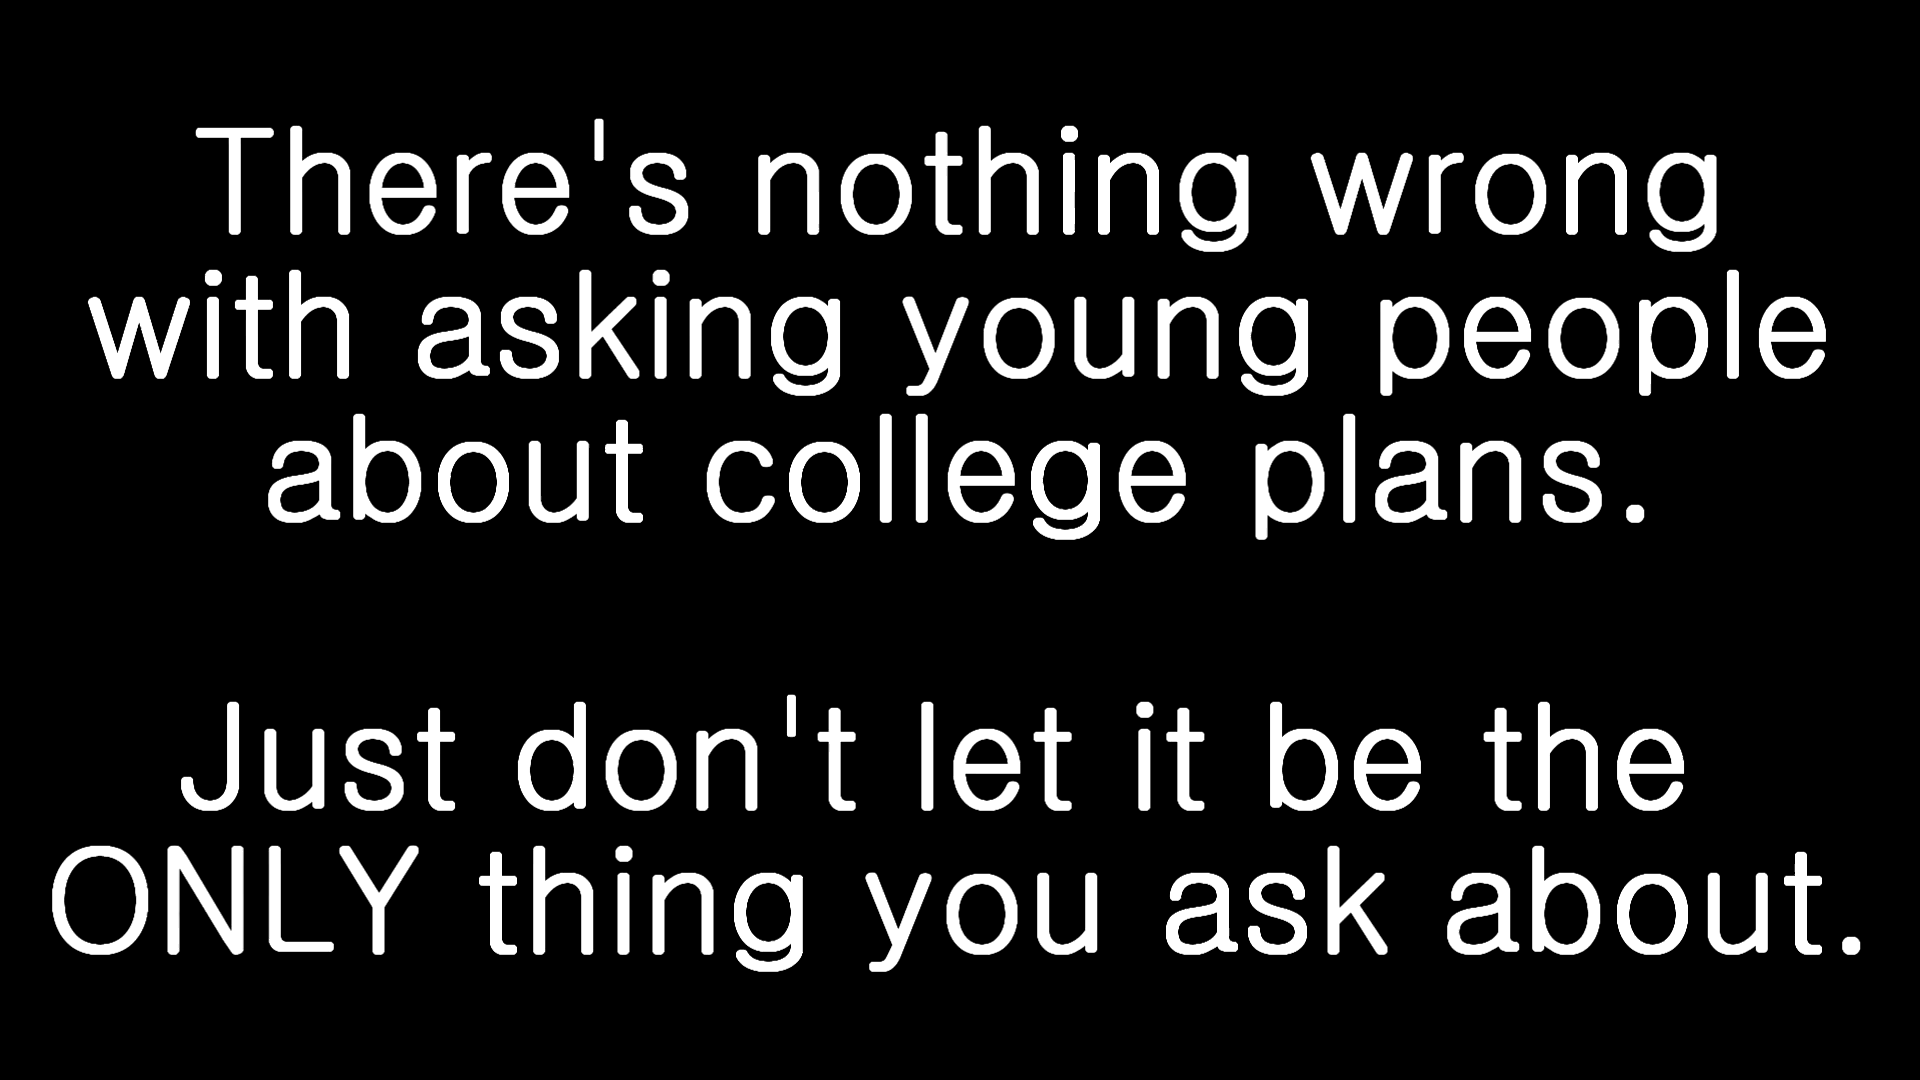 There's nothing wrong
with asking young people
about college plans.
Just don't let it be the
ONLY thing you ask about.